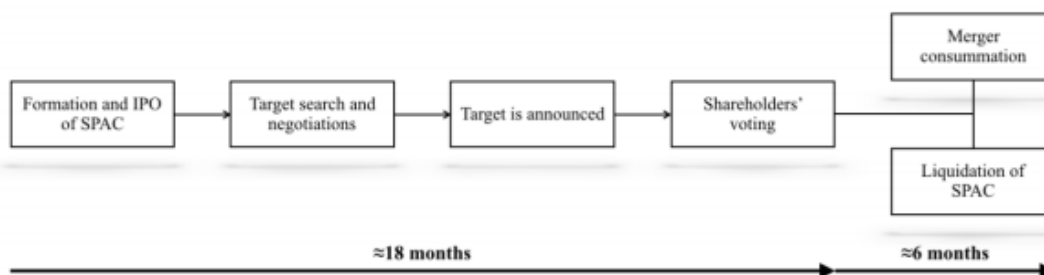 Formation and IPO
of SPAC
Target search and
negotiations
Target is announced
Shareholders'
voting
Merger
consummation
Liquidation of
SPAC
≈18 months
≈6 months